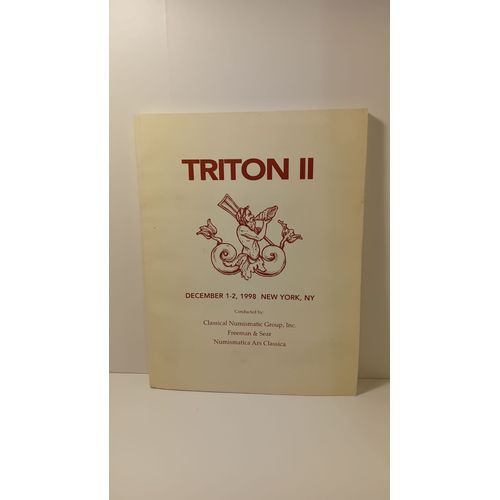 TRITON II
DECEMBER 1-2, 1998 NEW YORK, NY
Conducted by:
Classical Numismatic Group, Inc.
Freeman & Sear
Numismatica Ars Classica